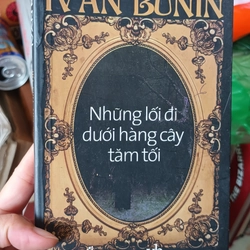 IVAN BUNIN
Những lối đi
dưới hàng cây
tăm tối